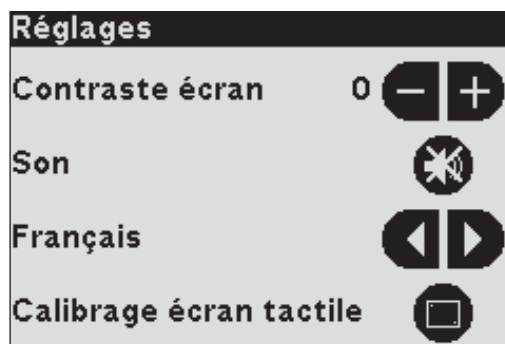 Réglages
Contraste écran 0 - +
Son
Français
Calibrage écran tactile